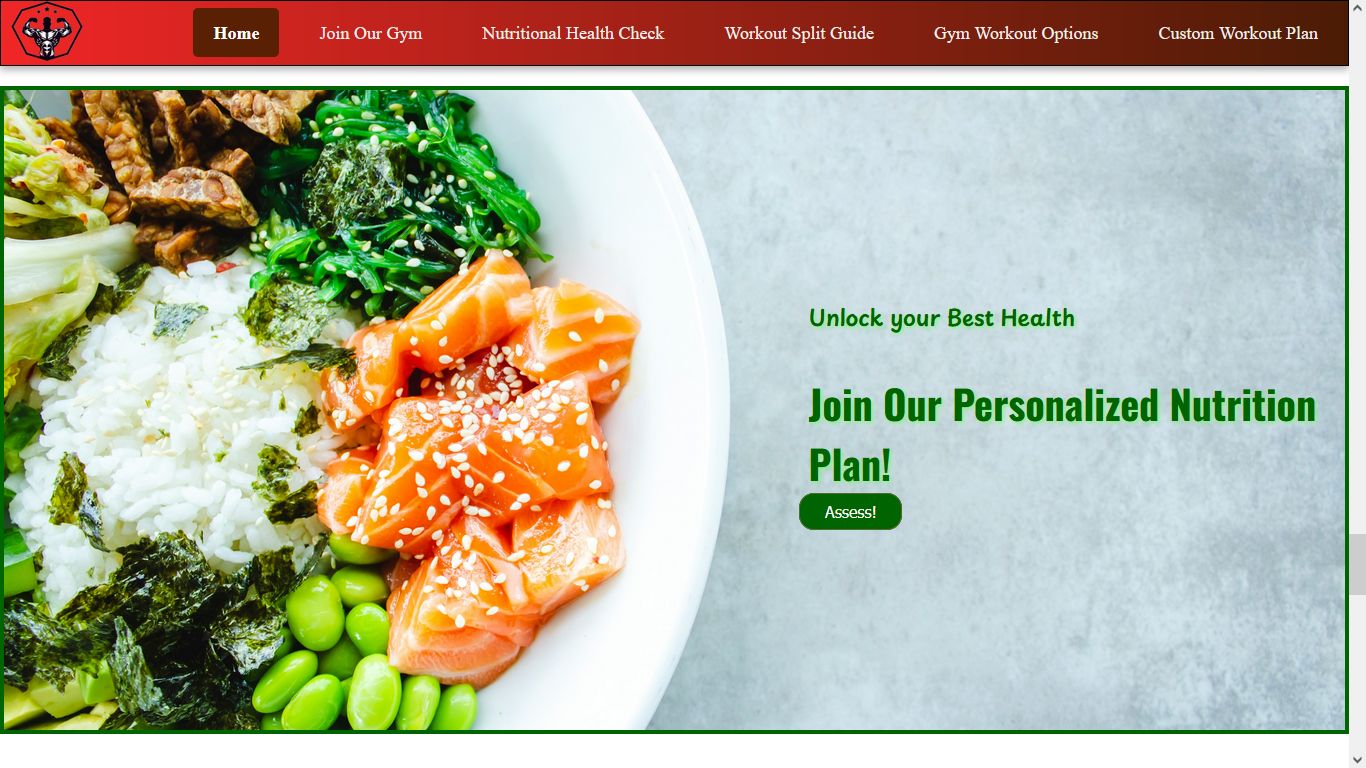 Home Join Our Gym Nutritional Health Check Workout Split Guide Gym Workout Options Custom Workout Plan
Unlock your Best Health
Join Our Personalized Nutrition
Plan!
Assess!